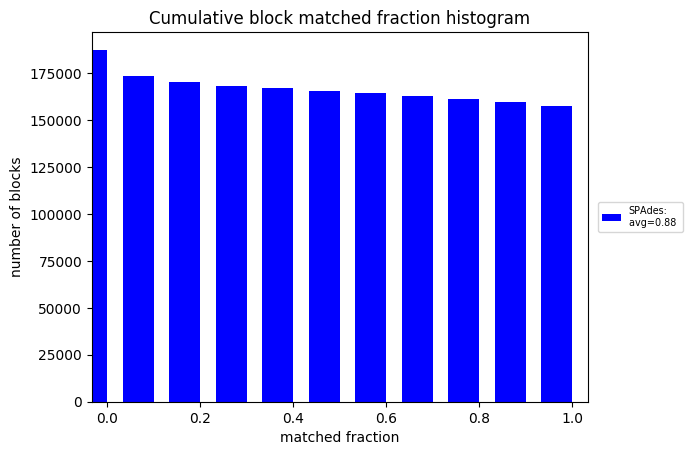 Cumulative block matched fraction histogram
175000
150000
125000
100000
75000
50000
25000
0
number of blocks
0.0 0.2 0.4 0.6 0.8 1.0
matched fraction
SPAdes:
avg=0.88